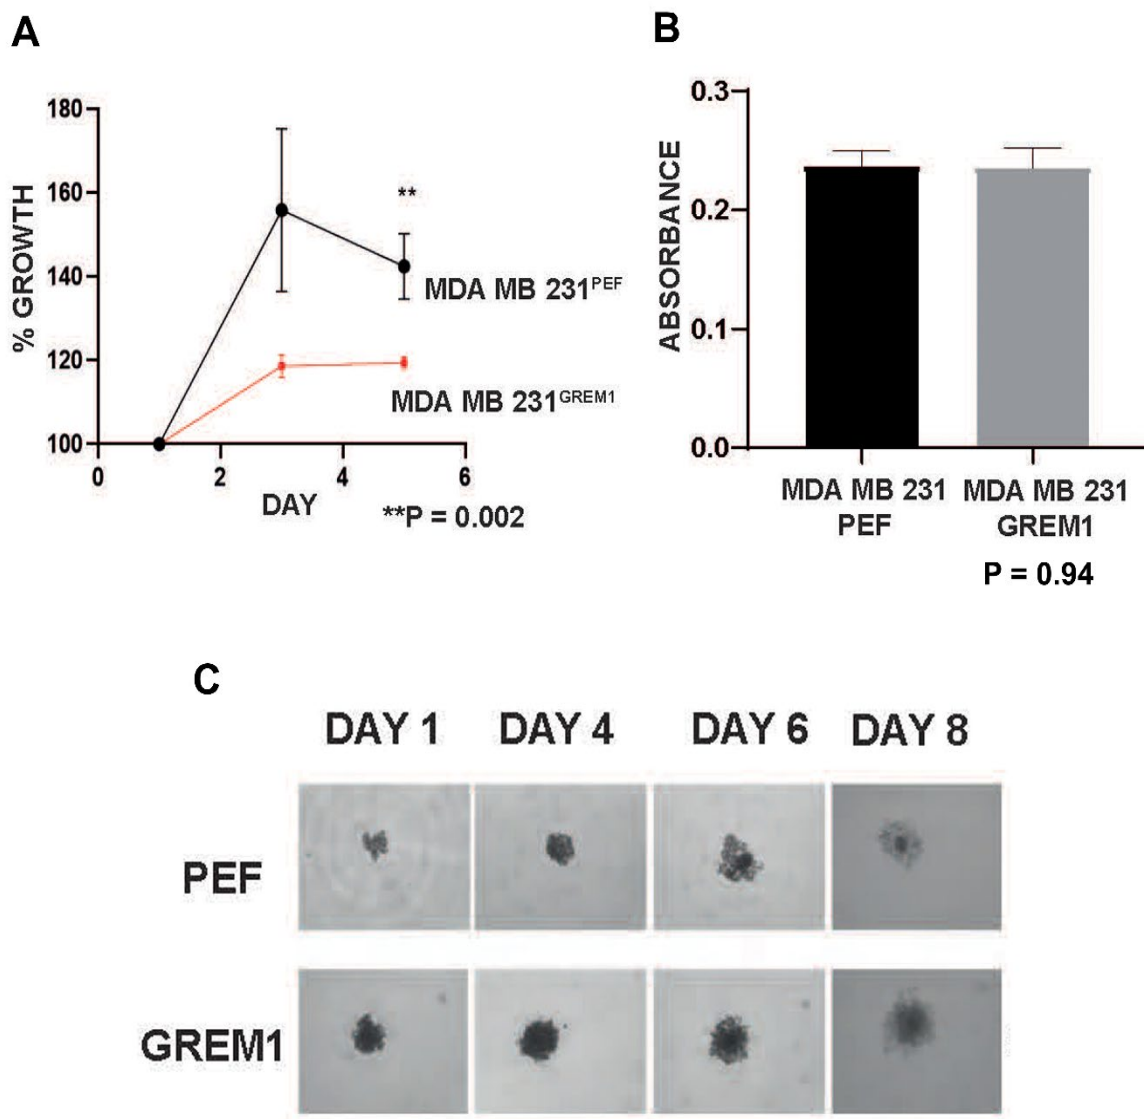 A
180
160
140
120
100
% GROWTH
**
MDA MB 231PEF
MDA MB 231GREM1
0 2 4 6
DAY
**P = 0.002
B
0.3
0.2
0.1
0.0
ABSORBANCE
MDA MB 231 MDA MB 231
PEF GREM1
P = 0.94
C
DAY 1 DAY 4 DAY 6 DAY 8
PEF
GREM1